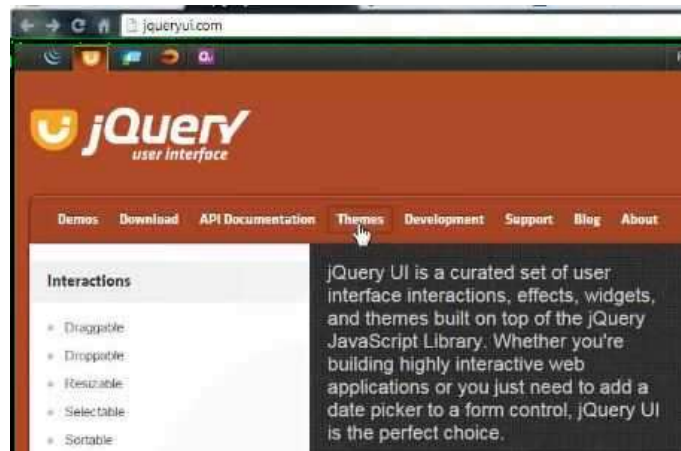 jqueryui.com
jQuery
user interface
Demos Download API Documentation Themes Development Support Blog About
Interactions
Draggable
Droppable
Resizable
Selectable
Sortable
jQuery UI is a curated set of user
interface interactions, effects, widgets,
and themes built on top of the jQuery
JavaScript Library. Whether you're
building highly interactive web
applications or you just need to add a
date picker to a form control, jQuery UI
is the perfect choice.